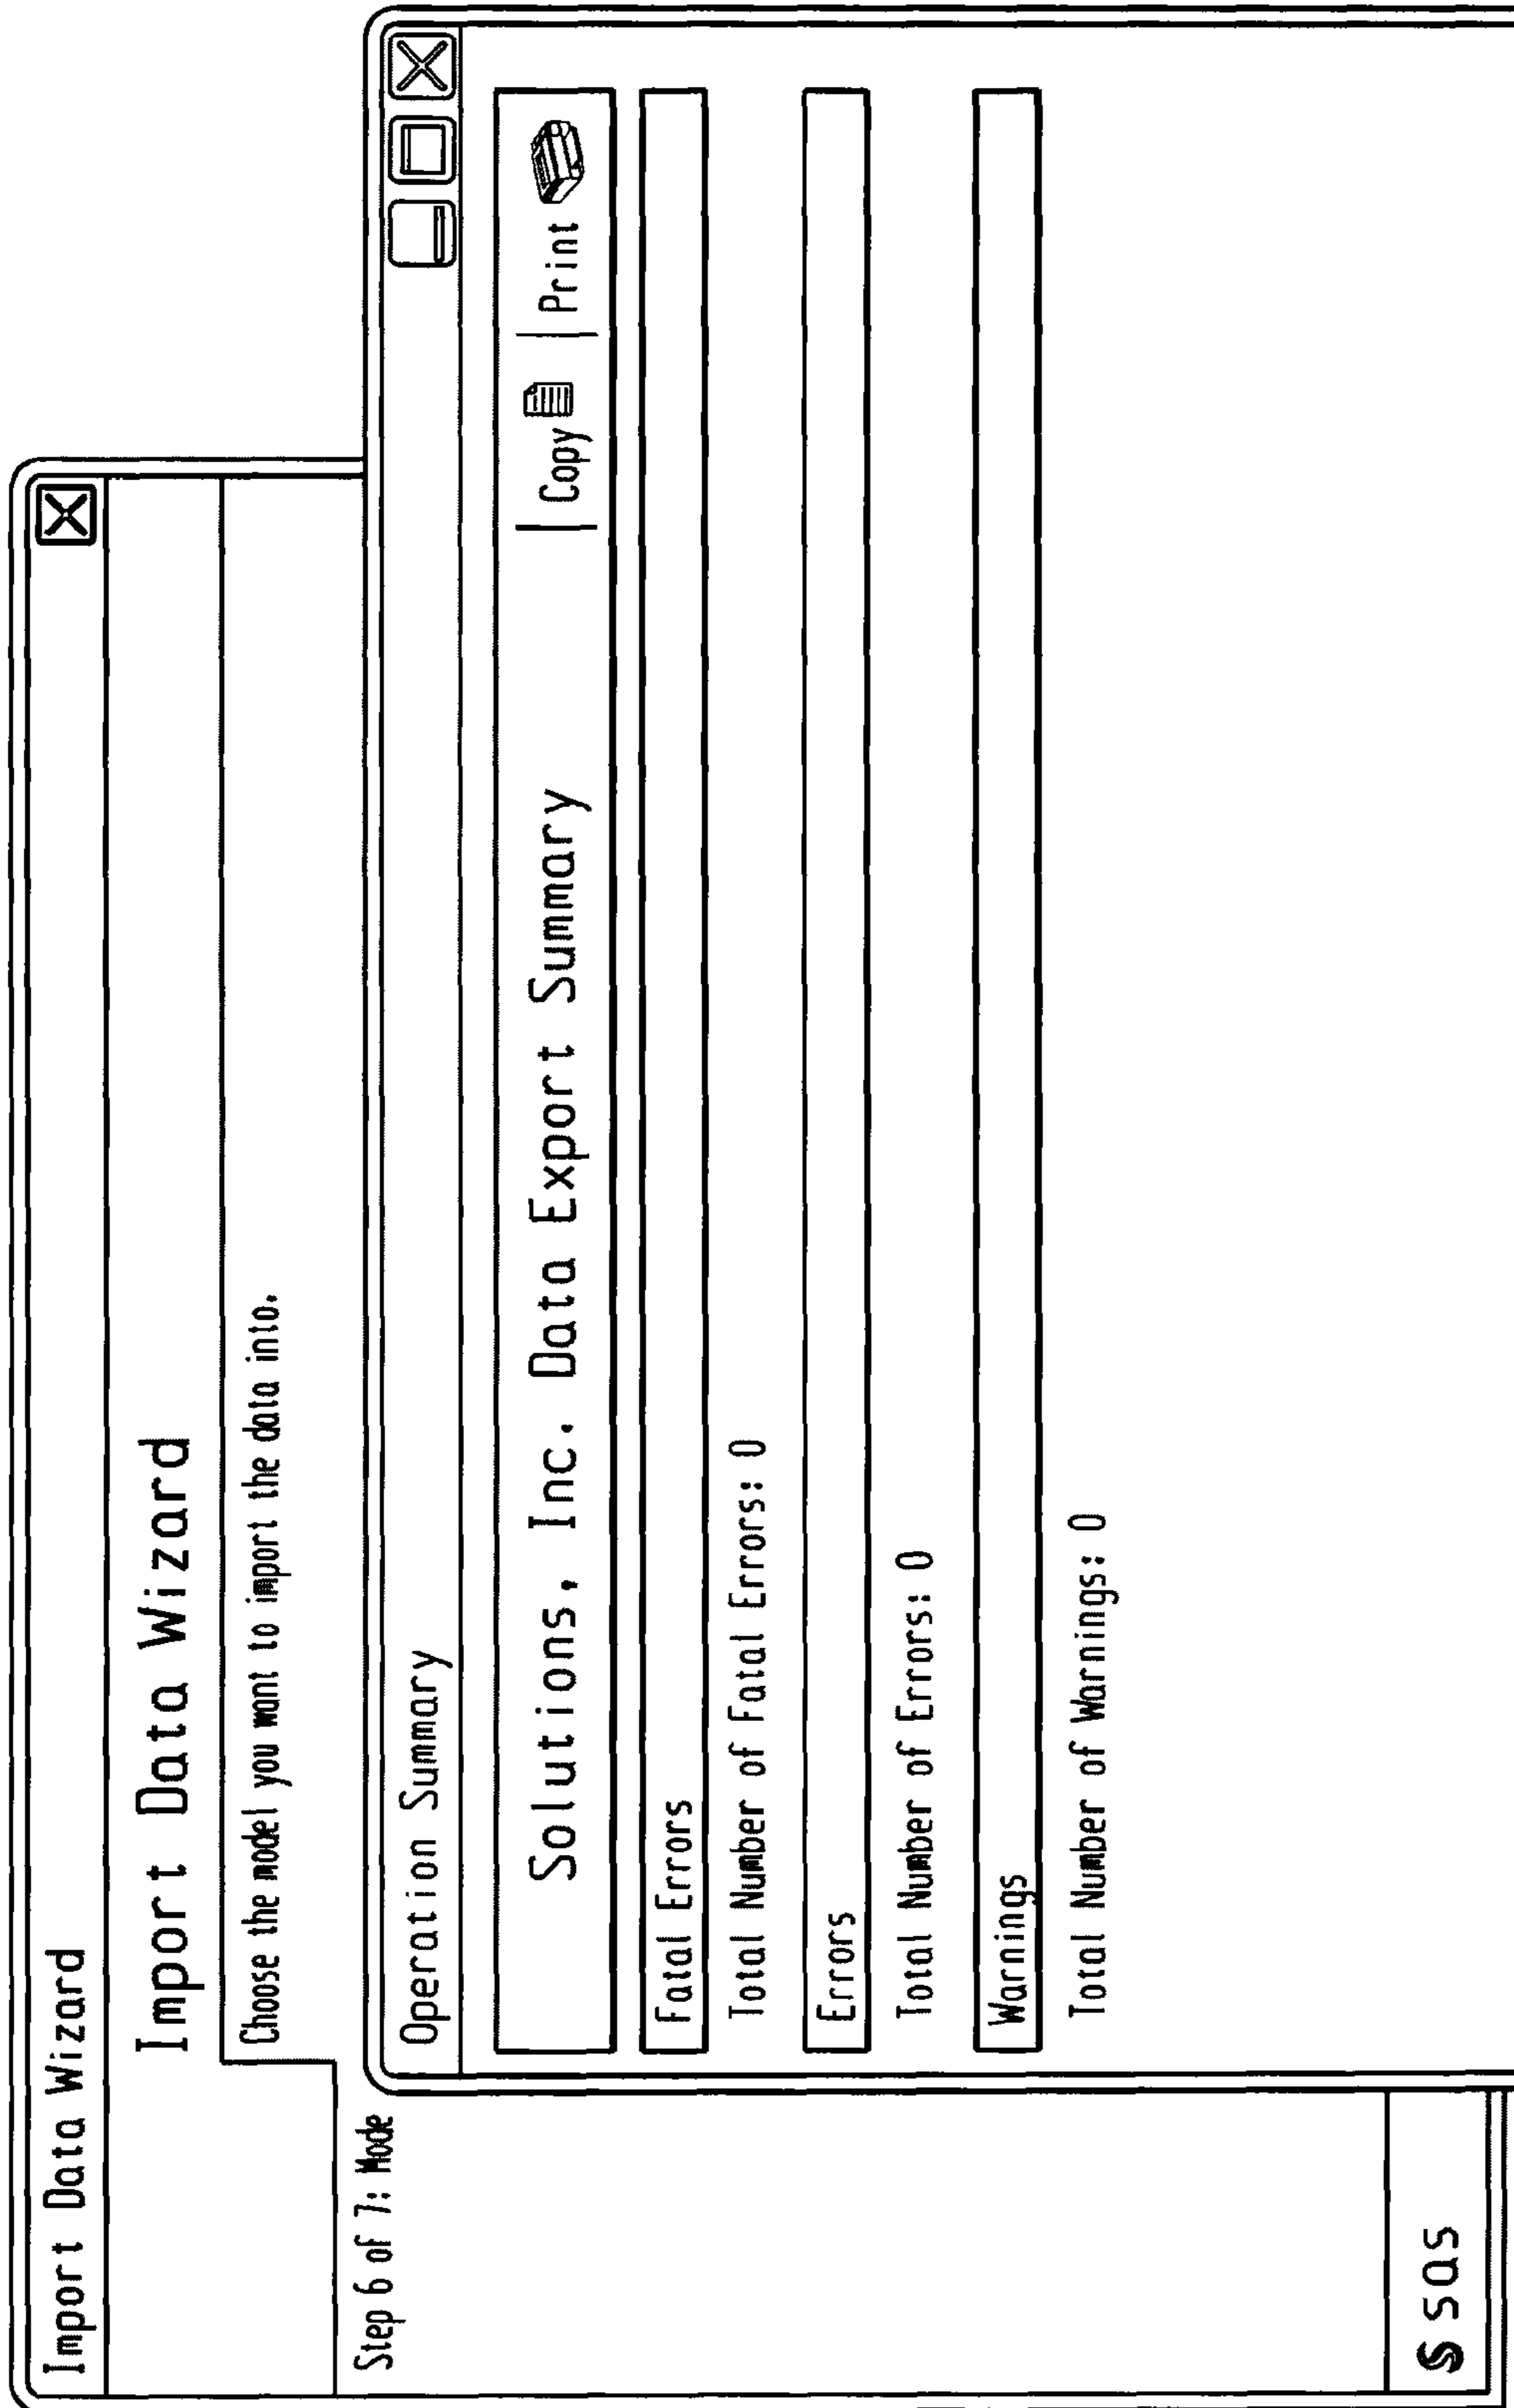 Import Data Wizard
Import Data Wizard
Choose the model you want to import the data into.
Step 6 of 7: Mode
Operation Summary
Solutions, Inc. Data Export Summary | Copy | Print
Fatal Errors
Total Number of Fatal Errors: 0
Errors
Total Number of Errors: 0
Warnings
Total Number of Warnings: 0
sas